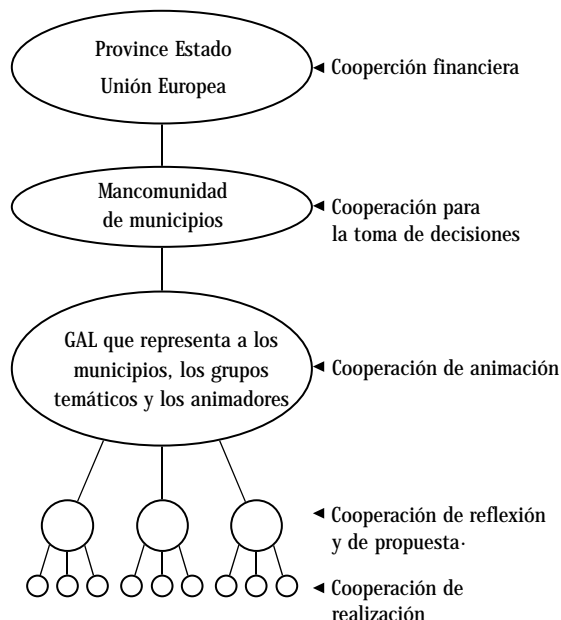 Province Estado
Unión Europea
◄ Cooperción financiera
Mancomunidad
de municipios
◄ Cooperación para
la toma de decisiones
GAL que representa a los
municipios, los grupos
temáticos y los animadores
◄ Cooperación de animación
◄ Cooperación de reflexión
y de propuesta·
◄ Cooperación de
realización